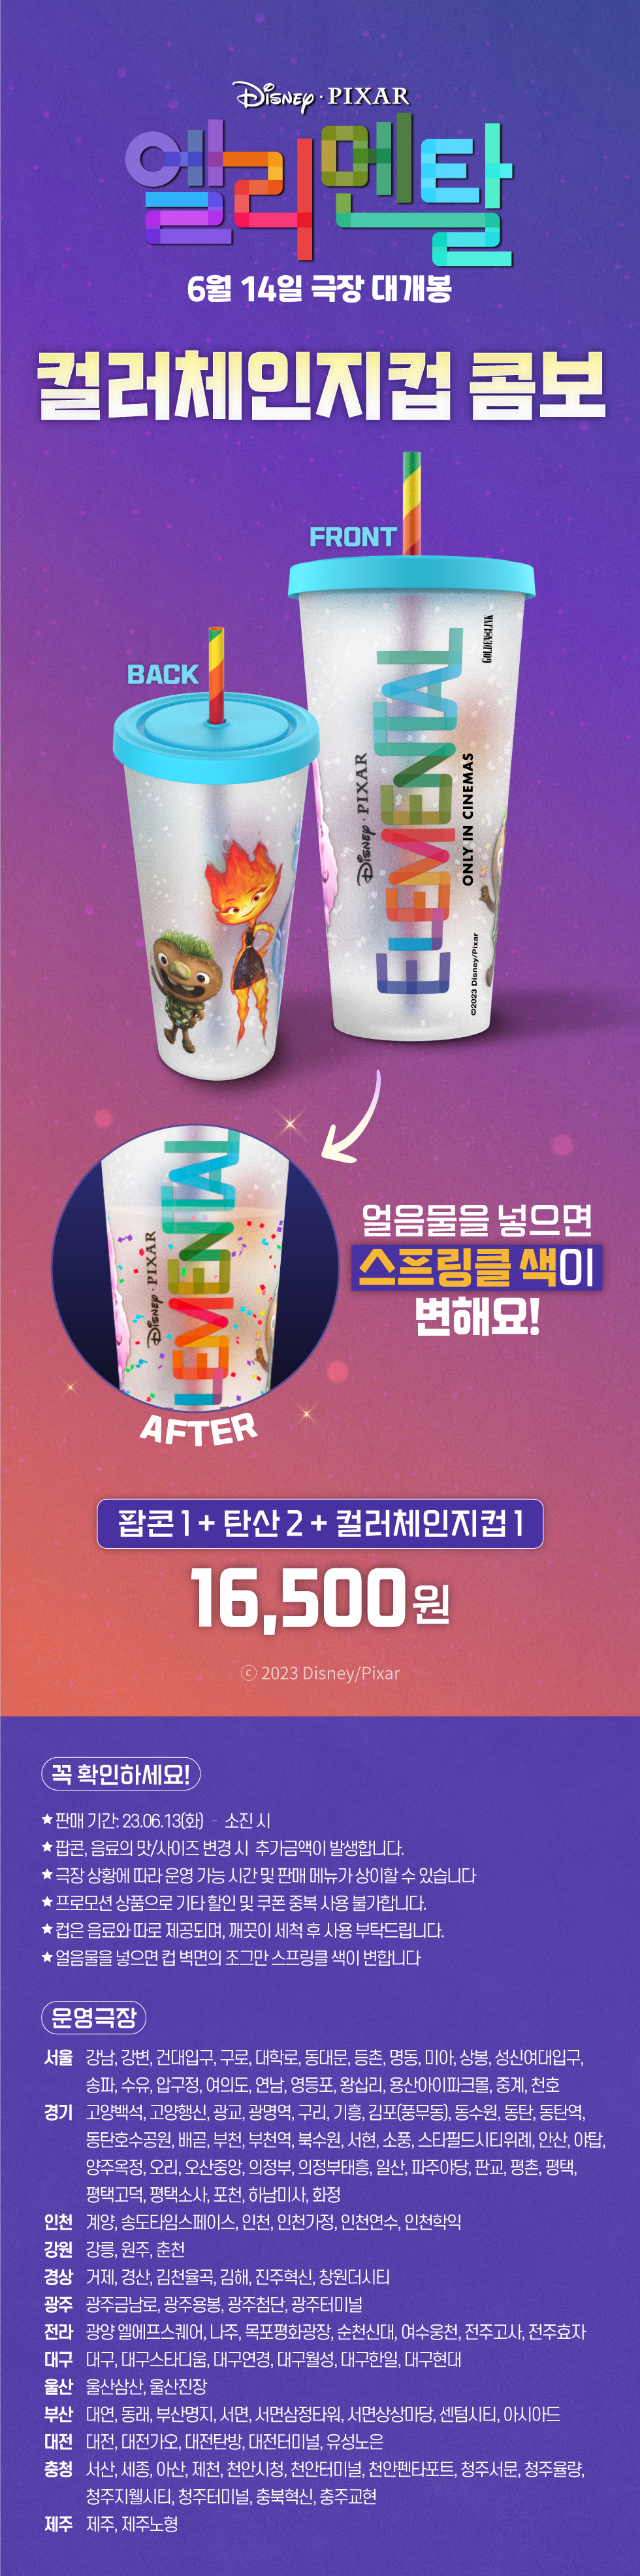 Disney · PIXAR
엘리멘탈
6월 14일 극장 대개봉
컬러체인지컵 콤보
FRONT
BACK
GOLDEN BLINK
Disney · PIXAR
ELEMENTAL
ONLY IN CINEMAS
©2023 Disney/Pixar
Disney · PIXAR
LEMENTAL
AFTER
얼음물을 넣으면
스프링클 색이
변해요!
팝콘 1 + 탄산 2 + 컬러체인지컵 1
16,500원
ⓒ 2023 Disney/Pixar
꼭 확인하세요!
★ 판매 기간: 23.06.13(화) - 소진 시
★ 팝콘, 음료의 맛/사이즈 변경 시 추가금액이 발생합니다.
★ 극장 상황에 따라 운영 가능 시간 및 판매 메뉴가 상이할 수 있습니다
★ 프로모션 상품으로 기타 할인 및 쿠폰 중복 사용 불가합니다.
★ 컵은 음료와 따로 제공되며, 깨끗이 세척 후 사용 부탁드립니다.
★ 얼음물을 넣으면 컵 벽면의 조그만 스프링클 색이 변합니다
운영극장
서울 강남, 강변, 건대입구, 구로, 대학로, 동대문, 등촌, 명동, 미아, 상봉, 성신여대입구,
송파, 수유, 압구정, 여의도, 연남, 영등포, 왕십리, 용산아이파크몰, 중계, 천호
경기 고양백석, 고양행신, 광교, 광명역, 구리, 기흥, 김포(풍무동), 동수원, 동탄, 동탄역,
동탄호수공원, 배곧, 부천, 부천역, 북수원, 서현, 소풍, 스타필드시티위례, 안산, 야탑,
양주옥정, 오리, 오산중앙, 의정부, 의정부태흥, 일산, 파주야당, 판교, 평촌, 평택,
평택고덕, 평택소사, 포천, 하남미사, 화정
인천 계양, 송도타임스페이스, 인천, 인천가정, 인천연수, 인천학익
강원 강릉, 원주, 춘천
경상 거제, 경산, 김천율곡, 김해, 진주혁신, 창원더시티
광주 광주금남로, 광주용봉, 광주첨단, 광주터미널
전라 광양 엘에프스퀘어, 나주, 목포평화광장, 순천신대, 여수웅천, 전주고사, 전주효자
대구 대구, 대구스타디움, 대구연경, 대구월성, 대구한일, 대구현대
울산 울산삼산, 울산진장
부산 대연, 동래, 부산명지, 서면, 서면삼정타워, 서면상상마당, 센텀시티, 아시아드
대전 대전, 대전가오, 대전탄방, 대전터미널, 유성노은
충청 서산, 세종, 아산, 제천, 천안시청, 천안터미널, 천안펜타포트, 청주서문, 청주율량,
청주지웰시티, 청주터미널, 충북혁신, 충주교현
제주 제주, 제주노형